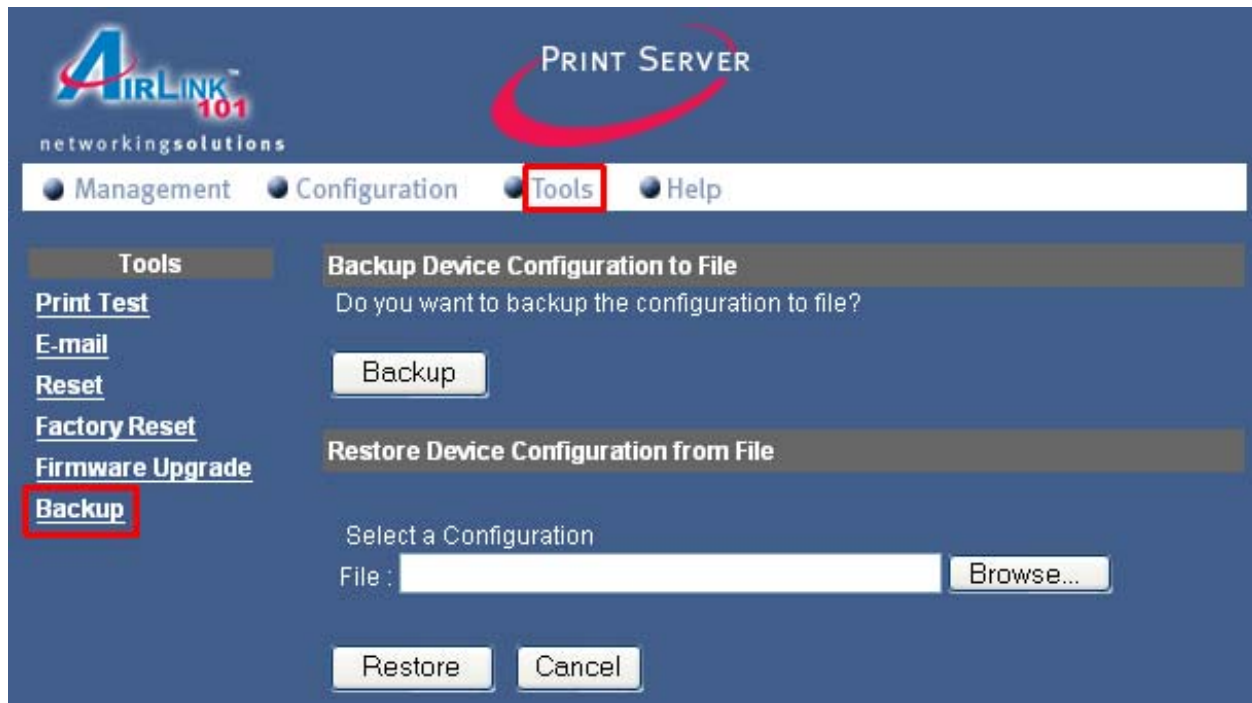 AIRLINK™
101
networkingsolutions
PRINT SERVER
Management Configuration Tools Help
Tools
Print Test
E-mail
Reset
Factory Reset
Firmware Upgrade
Backup
Backup Device Configuration to File
Do you want to backup the configuration to file?
Backup
Restore Device Configuration from File
Select a Configuration
File :
Browse...
Restore Cancel